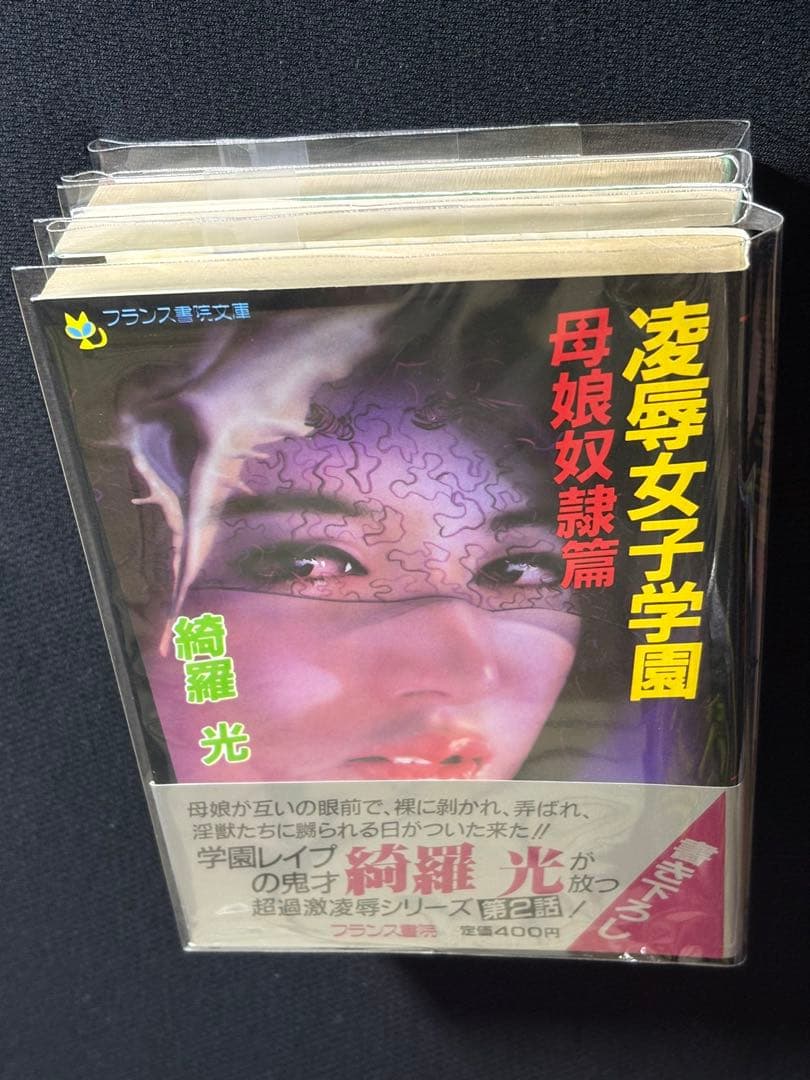 フランス書院文庫
凌辱女子学園
母娘奴隷篇
綺羅 光
母娘が互いの眼前で、裸に剝かれ、弄ばれ、
淫獣たちに嬲られる日がついた来た!!
学園レイプ
の鬼才 綺羅 光が
放つ
超過激凌辱シリーズ 第2話!
フランス書院 定価400円
書き下ろし